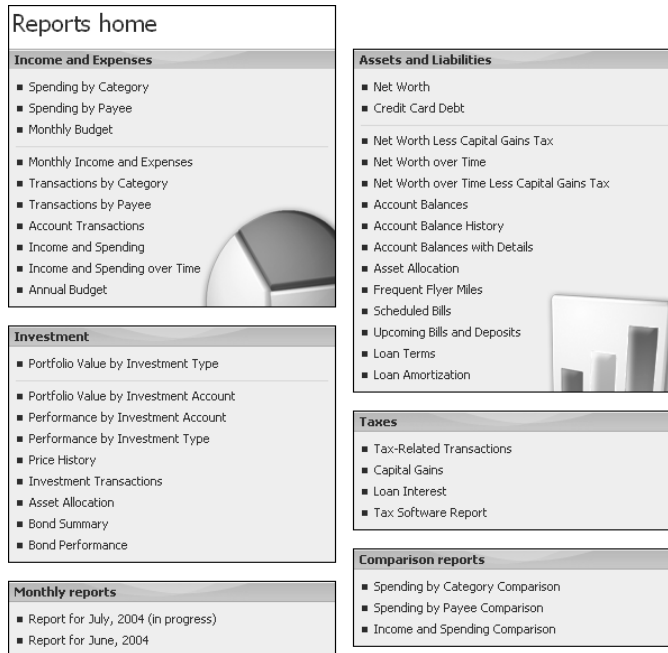 Reports home
Income and Expenses
Spending by Category
Spending by Payee
Monthly Budget
Monthly Income and Expenses
Transactions by Category
Transactions by Payee
Account Transactions
Income and Spending
Income and Spending over Time
Annual Budget
Investment
Portfolio Value by Investment Type
Portfolio Value by Investment Account
Performance by Investment Account
Performance by Investment Type
Price History
Investment Transactions
Asset Allocation
Bond Summary
Bond Performance
Monthly reports
Report for July, 2004 (in progress)
Report for June, 2004
Assets and Liabilities
Net Worth
Credit Card Debt
Net Worth Less Capital Gains Tax
Net Worth over Time
Net Worth over Time Less Capital Gains Tax
Account Balances
Account Balance History
Account Balances with Details
Asset Allocation
Frequent Flyer Miles
Scheduled Bills
Upcoming Bills and Deposits
Loan Terms
Loan Amortization
Taxes
Tax-Related Transactions
Capital Gains
Loan Interest
Tax Software Report
Comparison reports
Spending by Category Comparison
Spending by Payee Comparison
Income and Spending Comparison